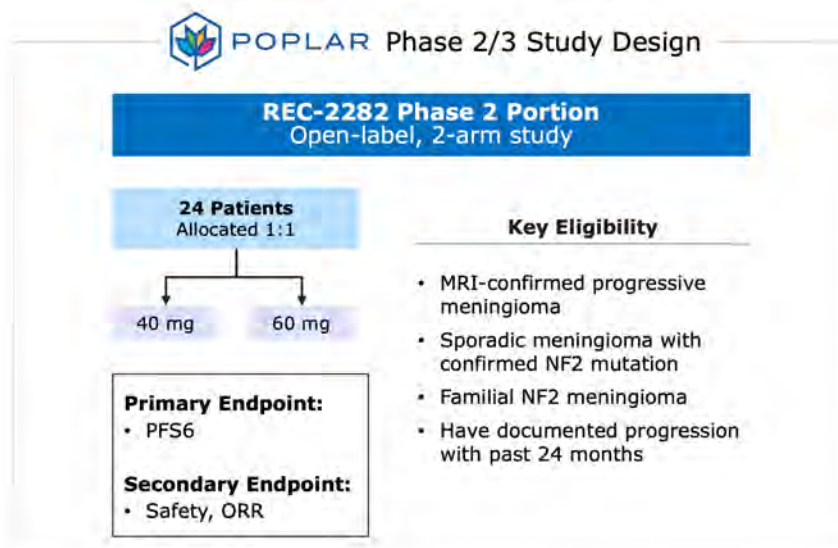 POPLAR Phase 2/3 Study Design
REC-2282 Phase 2 Portion
Open-label, 2-arm study
24 Patients
Allocated 1:1
40 mg
60 mg
Primary Endpoint:
• PFS6
Secondary Endpoint:
• Safety, ORR
Key Eligibility
• MRI-confirmed progressive
meningioma
• Sporadic meningioma with
confirmed NF2 mutation
• Familial NF2 meningioma
• Have documented progression
with past 24 months